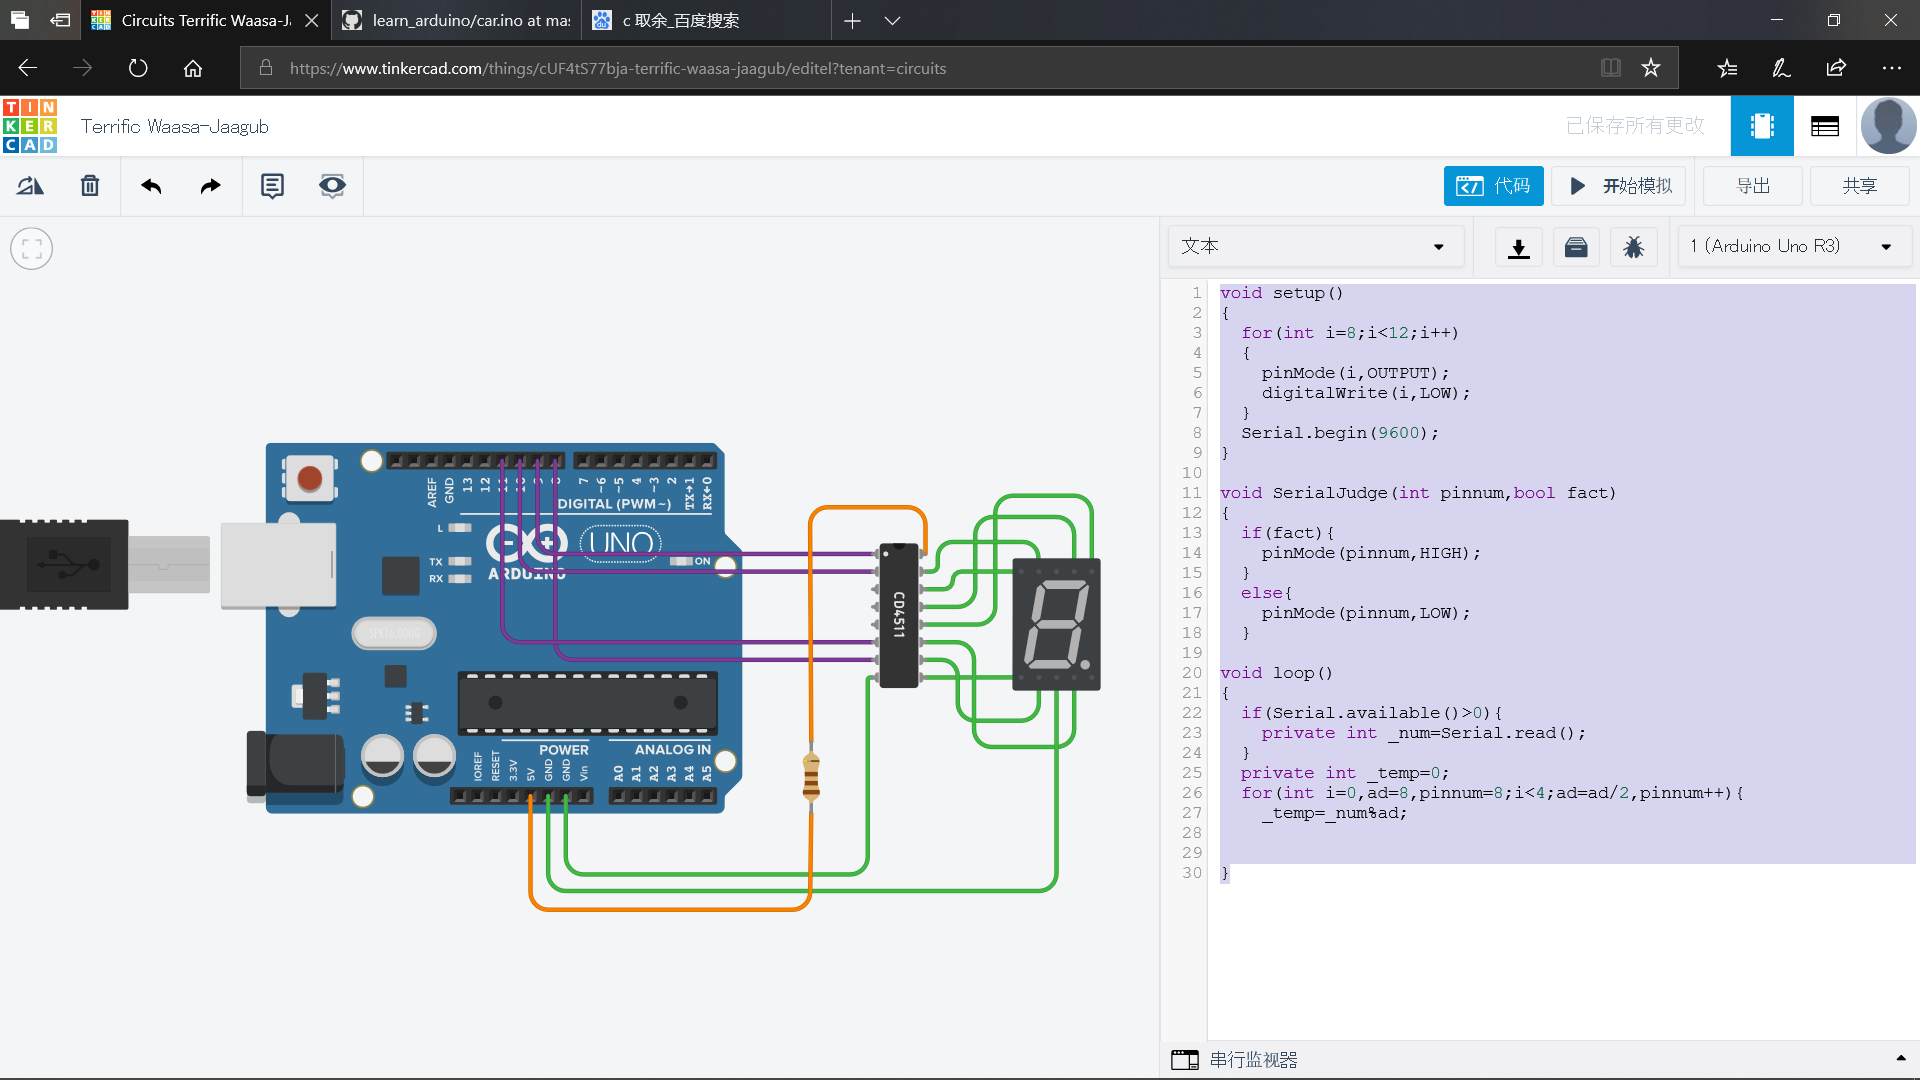 Circuits Terrific Waasa-Ja
learn_arduino/car.ino at mas
c 取余_百度搜索
https://www.tinkercad.com/things/cUF4tS77bja-terrific-waasa-jaagub/editel?tenant=circuits
TIN
KER
CAD
Terrific Waasa-Jaagub
已保存所有更改
代码
开始模拟
导出
共享
文本
1 (Arduino Uno R3)
1 void setup()
2 {
3 for(int i=8;i<12;i++)
4 {
5 pinMode(i,OUTPUT);
6 digitalWrite(i,LOW);
7 }
8 Serial.begin(9600);
9 }
10
11 void SerialJudge(int pinnum,bool fact)
12 {
13 if(fact){
14 pinMode(pinnum,HIGH);
15 }
16 else{
17 pinMode(pinnum,LOW);
18 }
19
20 void loop()
21 {
22 if(Serial.available()>0){
23 private int _num=Serial.read();
24 }
25 private int _temp=0;
26 for(int i=0,ad=8,pinnum=8;i<4;ad=ad/2,pinnum++){
27 _temp=_num%ad;
28
29
30 }
AREF
GND
13
12
11
10
9
8
7
~6
~5
4
~3
2
TX→1
RX←0
DIGITAL (PWM~)
L
TX
RX
UNO
ARDUINO
ON
SPK16.000G
CD4511
POWER
ANALOG IN
IOREF
RESET
3.3V
5V
GND
GND
Vin
A0
A1
A2
A3
A4
A5
串行监视器